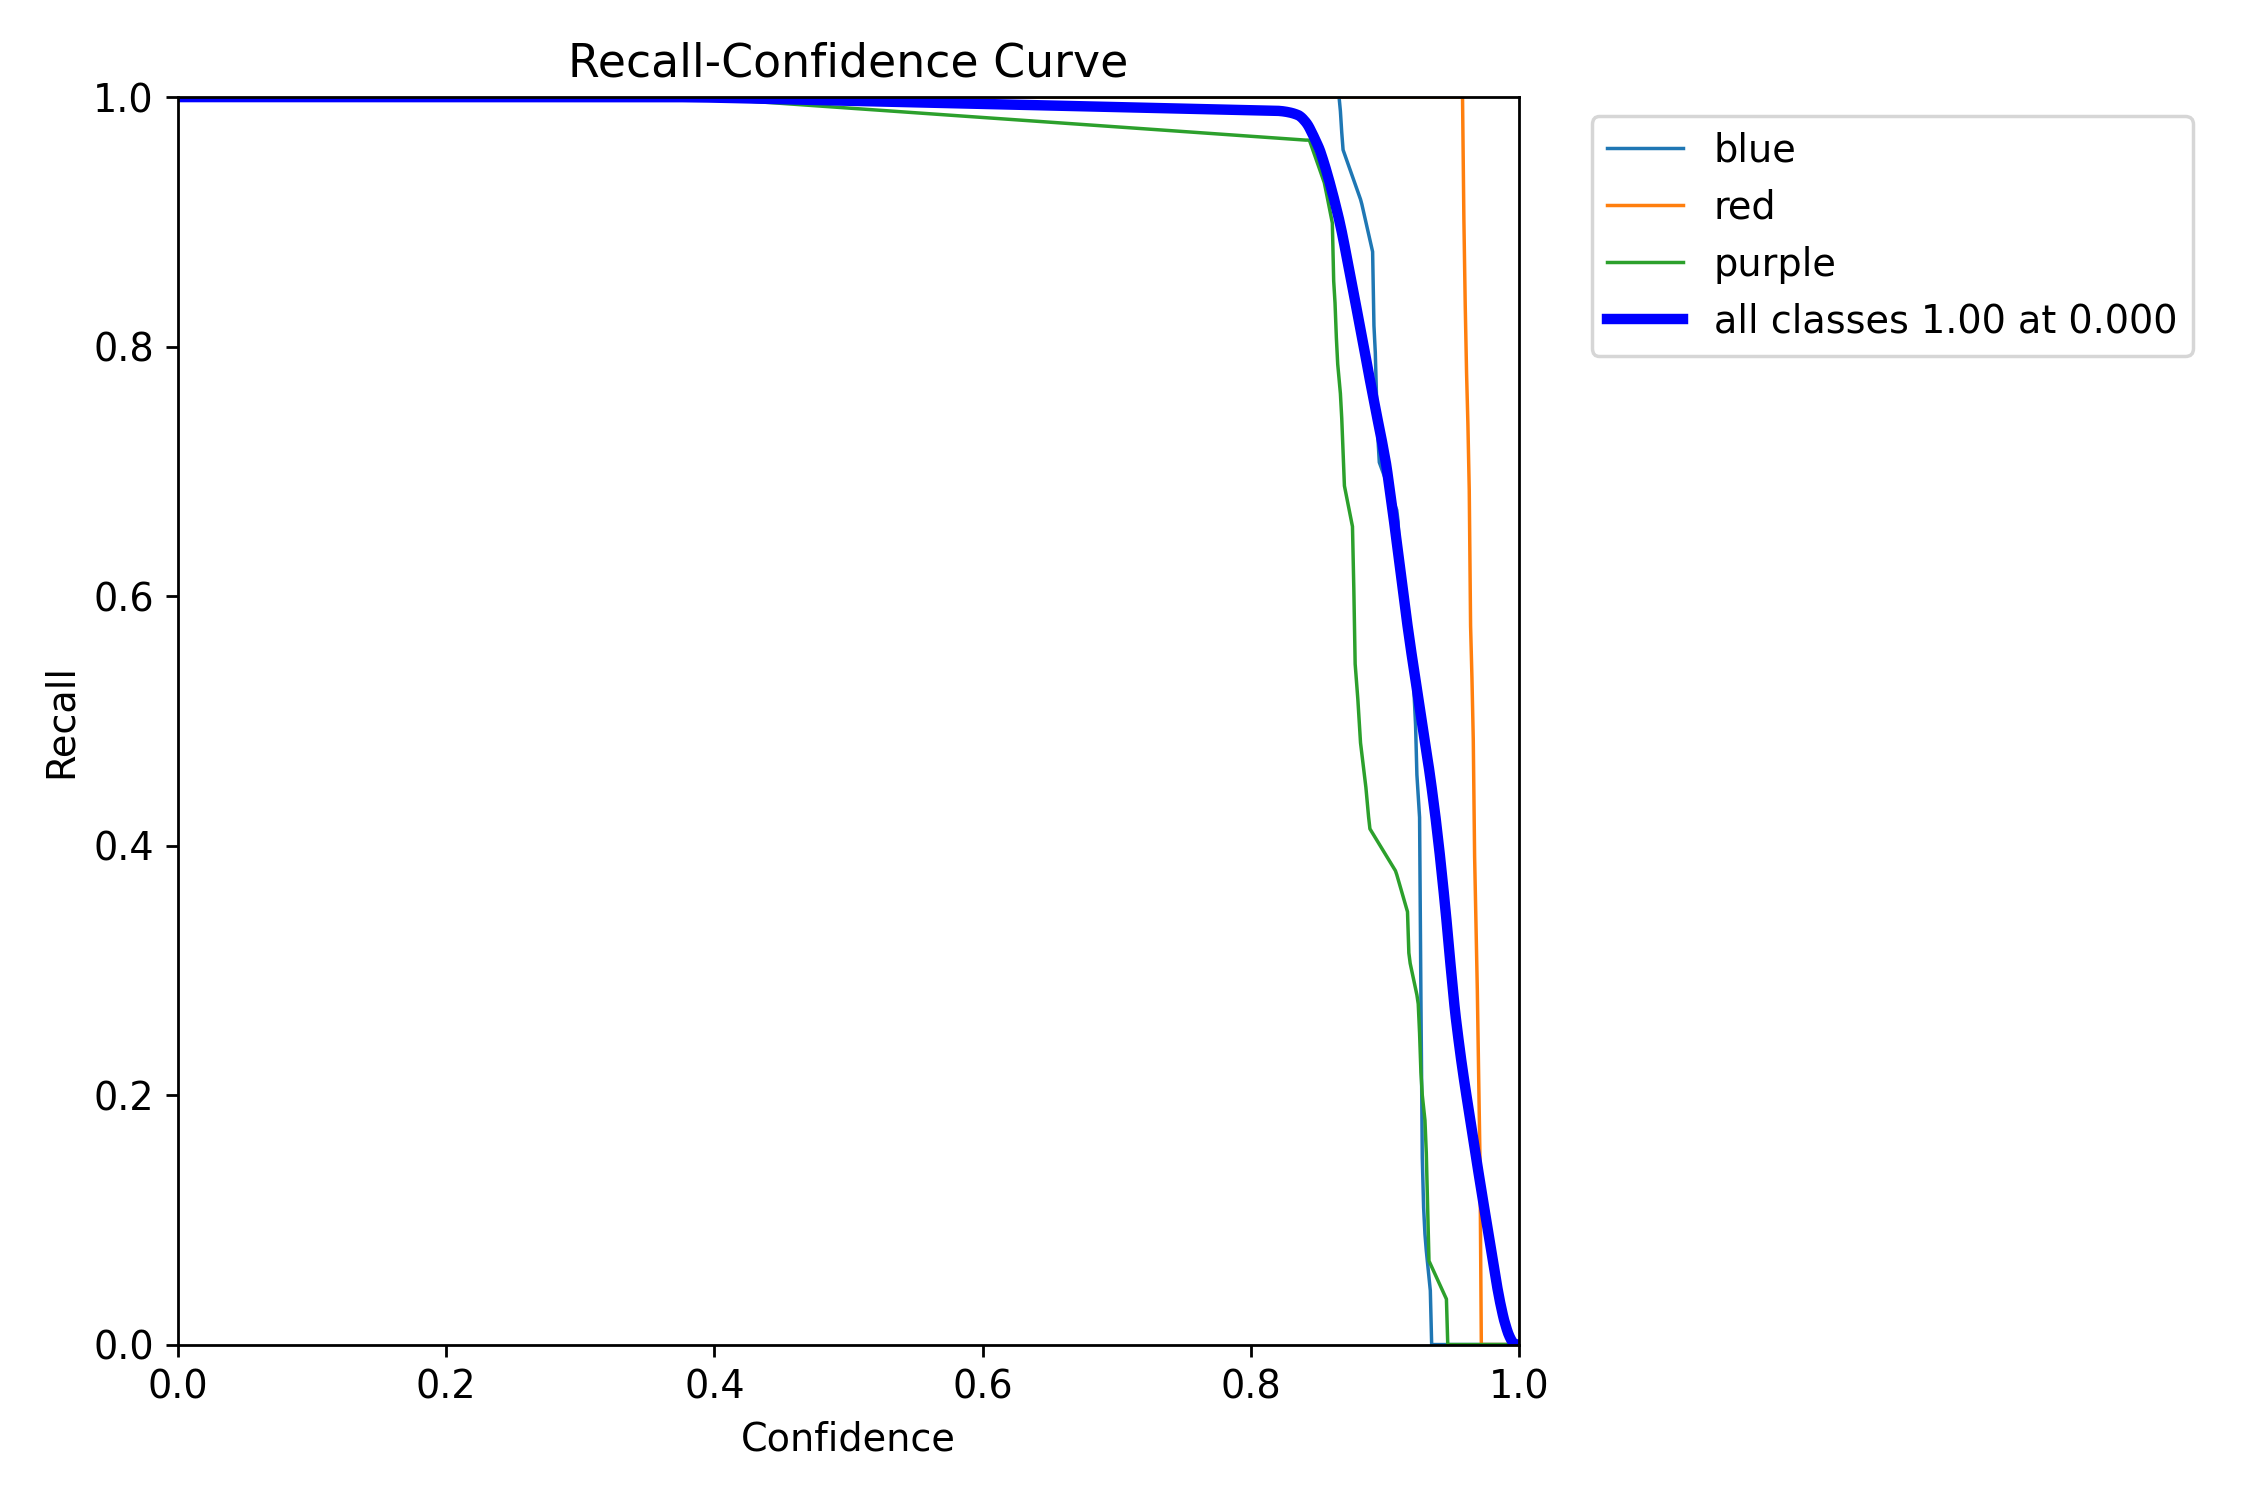 Recall-Confidence Curve
1.0
0.8
0.6
0.4
0.2
0.0
Recall
0.0 0.2 0.4 0.6 0.8 1.0
Confidence
blue
red
purple
all classes 1.00 at 0.000